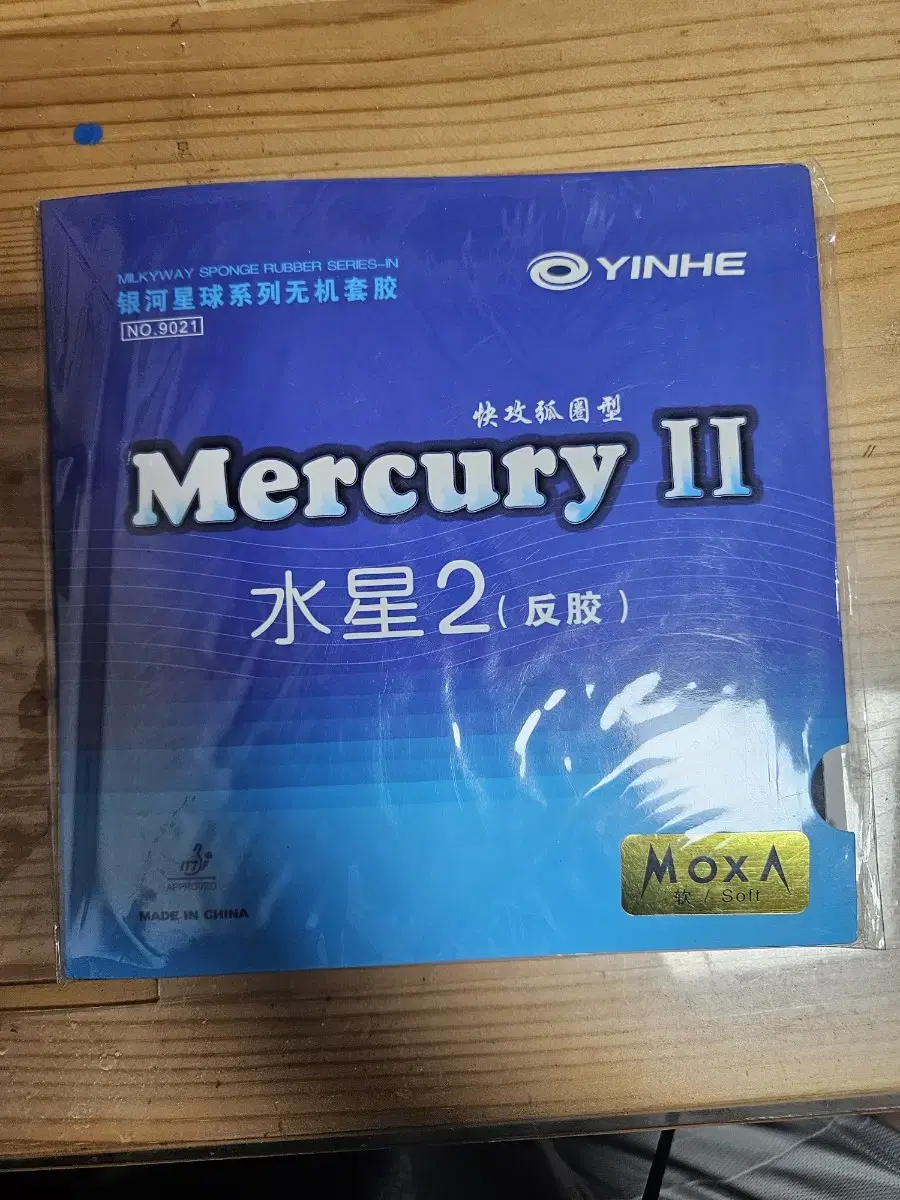 MILKYWAY SPONGE RUBBER SERIES-IN
银河星球系列无机套胶
NO.9021
YINHE
快攻弧圈型
Mercury II
水星2(反胶)
ITTF
APPROVED
MADE IN CHINA
MOXA
软 / Soft